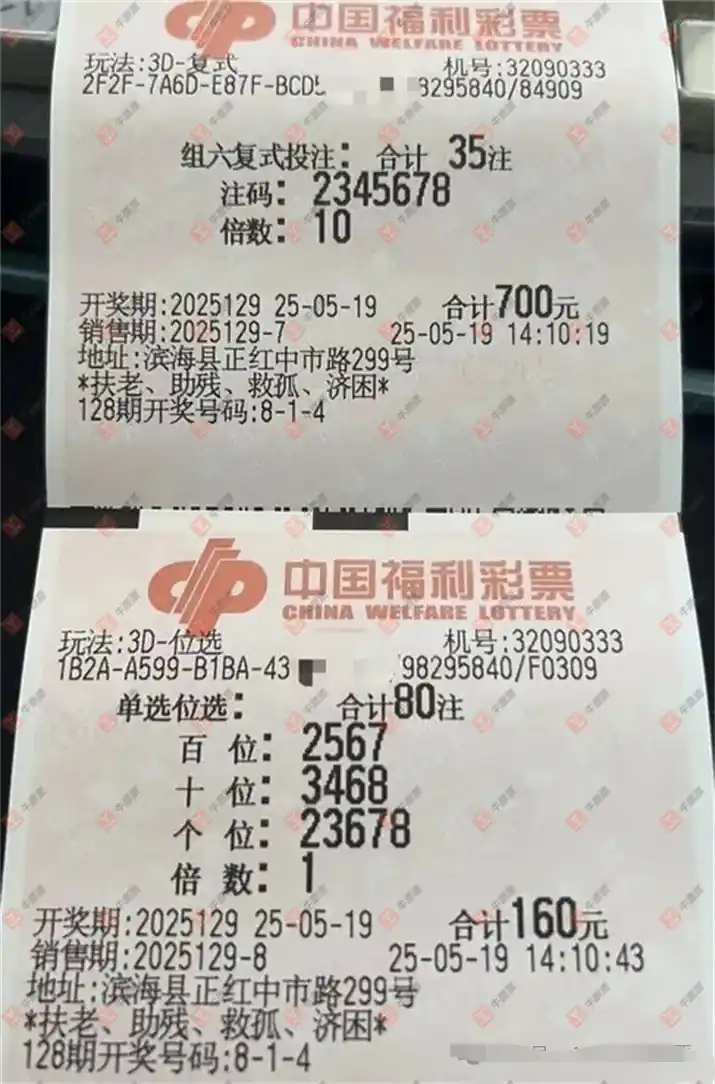 中国福利彩票
CHINA WELFARE LOTTERY
玩法:3D-复式 机号:32090333
2F2F-7A6D-E87F-BCD 8295840/84909
组六复式投注: 合计 35注
注码: 2345678
倍数: 10
开奖期:2025129 25-05-19 合计700元
销售期:2025129-7 25-05-19 14:10:19
地址:滨海县正红中市路299号
*扶老、助残、救孤、济困*
128期开奖号码:8-1-4
中国福利彩票
CHINA WELFARE LOTTERY
玩法:3D-位选 机号:32090333
1B2A-A599-B1BA-43 98295840/F0309
单选位选: 合计80注
百位: 2567
十位: 3468
个位: 23678
倍数: 1
开奖期:2025129 25-05-19 合计160元
销售期:2025129-8 25-05-19 14:10:43
地址:滨海县正红中市路299号
*扶老、助残、救孤、济困*
128期开奖号码:8-1-4